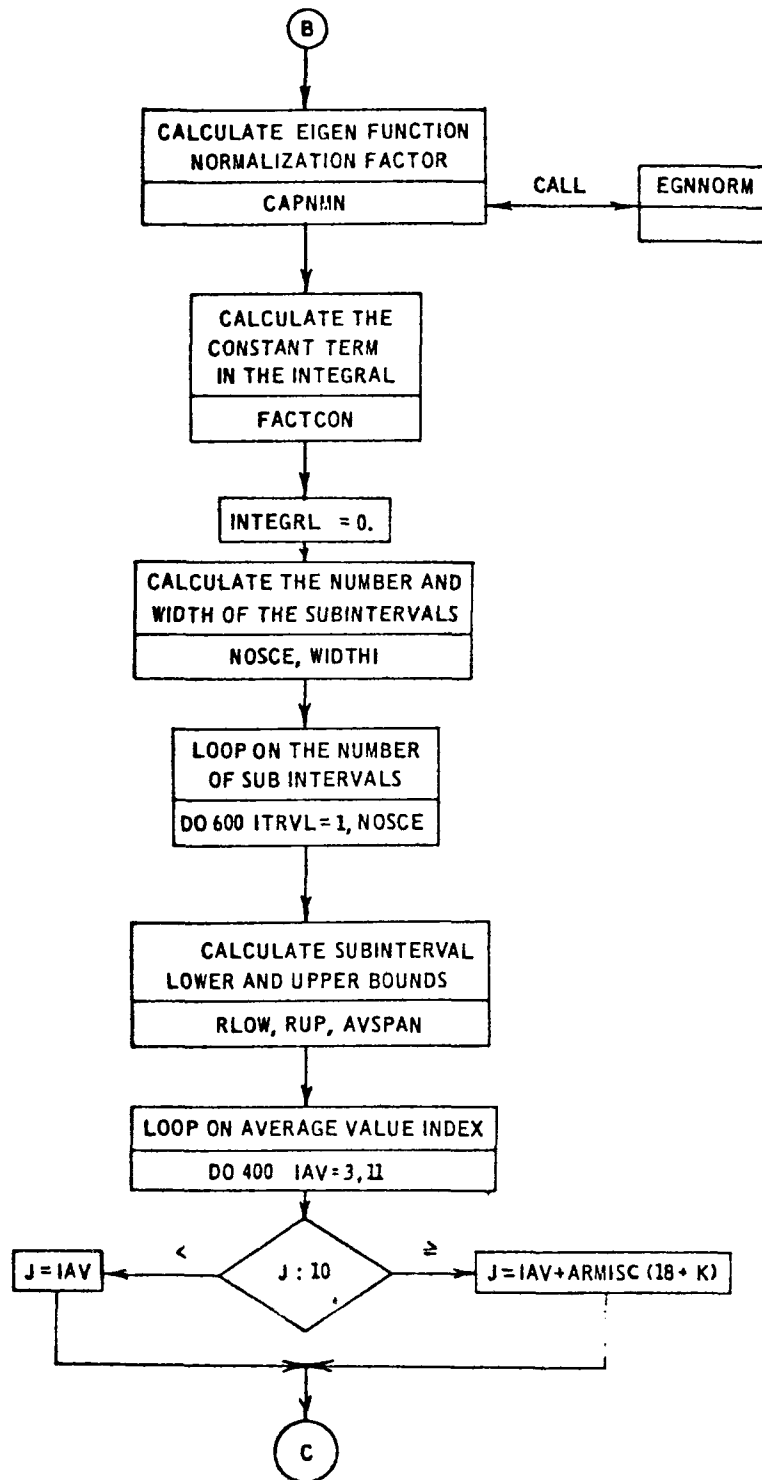 B
CALCULATE EIGEN FUNCTION
NORMALIZATION FACTOR
CAPNMN
CALL
EGNNORM
CALCULATE THE
CONSTANT TERM
IN THE INTEGRAL
FACTCON
INTEGRL = 0.
CALCULATE THE NUMBER AND
WIDTH OF THE SUBINTERVALS
NOSCE, WIDTHI
LOOP ON THE NUMBER
OF SUB INTERVALS
DO 600 ITRVL = 1, NOSCE
CALCULATE SUBINTERVAL
LOWER AND UPPER BOUNDS
RLOW, RUP, AVSPAN
LOOP ON AVERAGE VALUE INDEX
DO 400 IAV = 3, 11
<
≥
J = IAV
J : 10
J = IAV + ARMISC (18 + K)
C